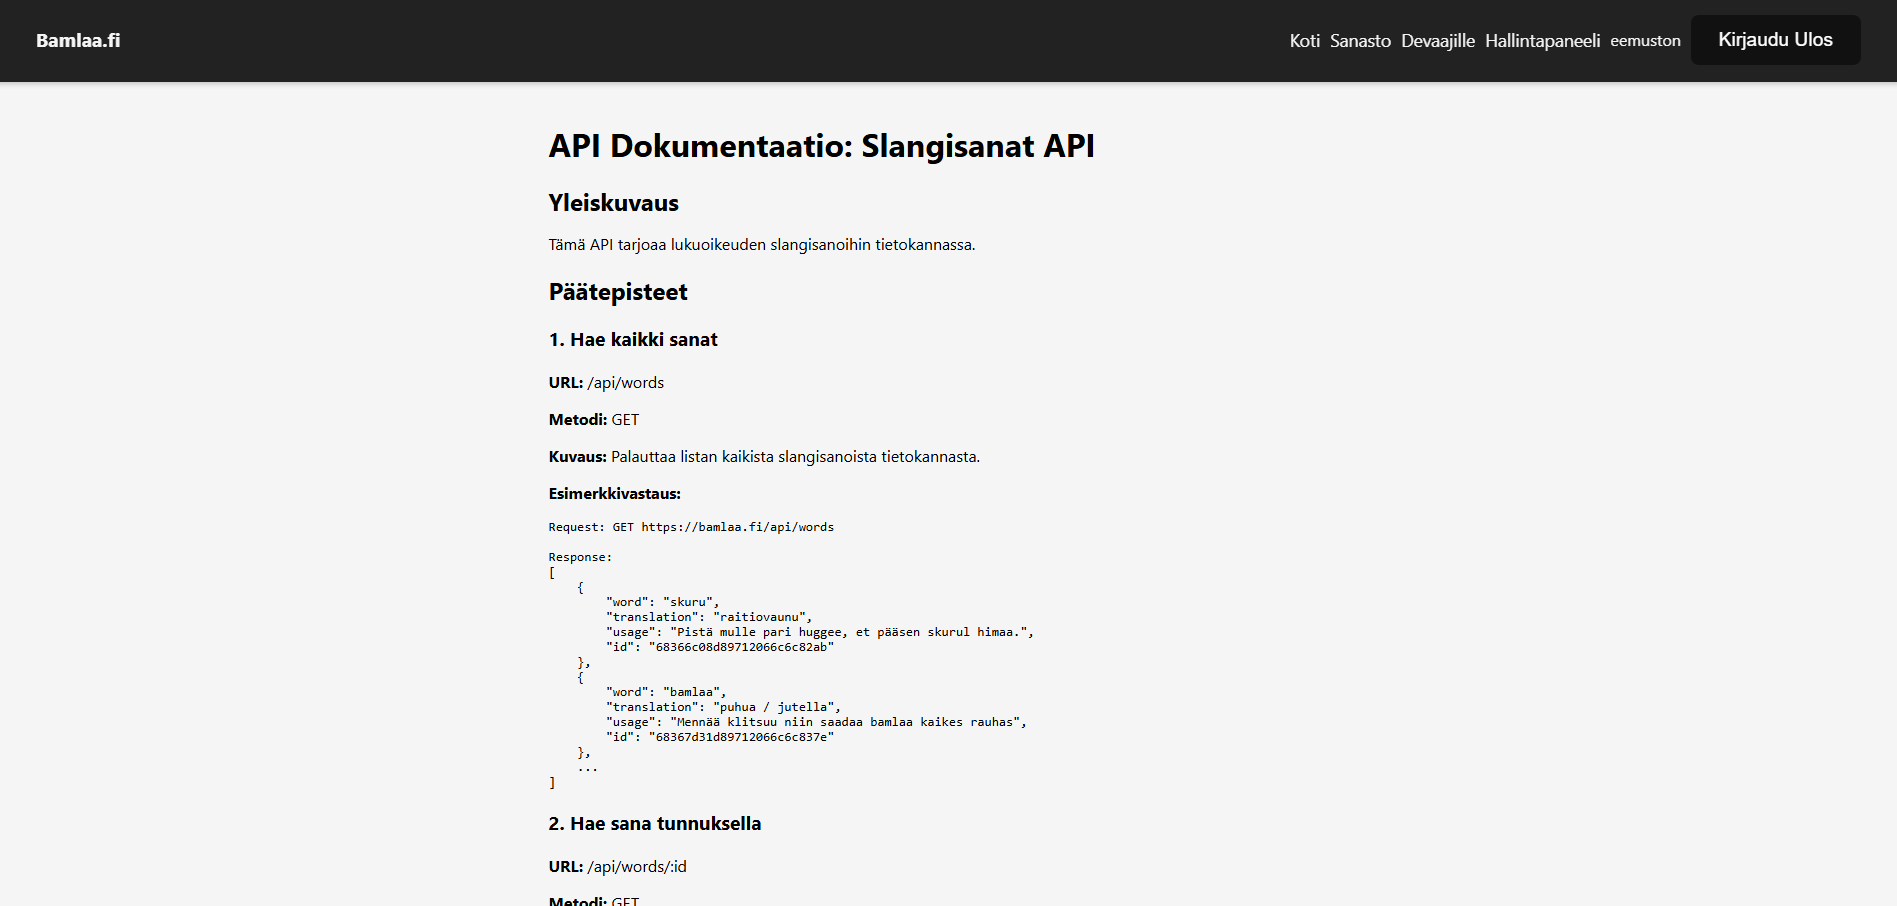 Bamlaa.fi
Koti Sanasto Devaajille Hallintapaneeli eemuston Kirjaudu Ulos
API Dokumentaatio: Slangisanat API
Yleiskuvaus
Tämä API tarjoaa lukuoikeuden slangisanoihin tietokannassa.
Päätepisteet
1. Hae kaikki sanat
URL: /api/words
Metodi: GET
Kuvaus: Palauttaa listan kaikista slangisanoista tietokannasta.
Esimerkkivastaus:
Request: GET https://bamlaa.fi/api/words
Response:
[
{
"word": "skuru",
"translation": "raitiovaunu",
"usage": "Pistä mulle pari huggee, et pääsen skurul himaa.",
"id": "68366c08d89712066c6c82ab"
},
{
"word": "bamlaa",
"translation": "puhua / jutella",
"usage": "Mennää klitsuu niin saadaa bamlaa kaikes rauhas",
"id": "68367d31d89712066c6c837e"
},
...
]
2. Hae sana tunnuksella
URL: /api/words/:id
Metodi: GET